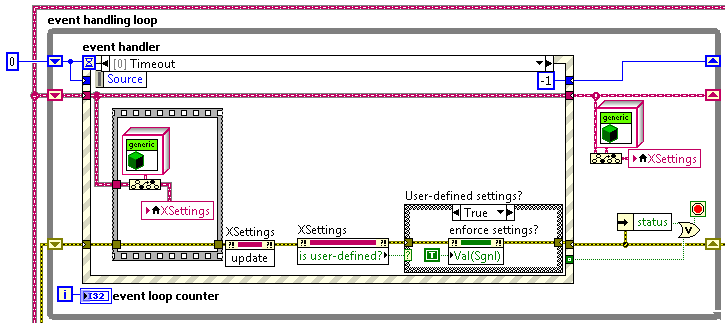 event handling loop
event handler
0
[0] Timeout
Source
-1
generic
XSettings
generic
XSettings
User-defined settings?
True
XSettings
update
XSettings
is user-defined?
enforce settings?
?
T
Val(Sgnl)
status
V
i
I32
event loop counter